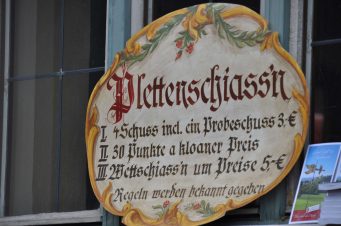 Plettenschiass'n
I. 4 Schuss incl. ein Probeschuss 3.-€
II. 30 Punkte a kloaner Preis
III. Wettschiass'n um Preise 5.-€
Regeln werden bekannt gegeben